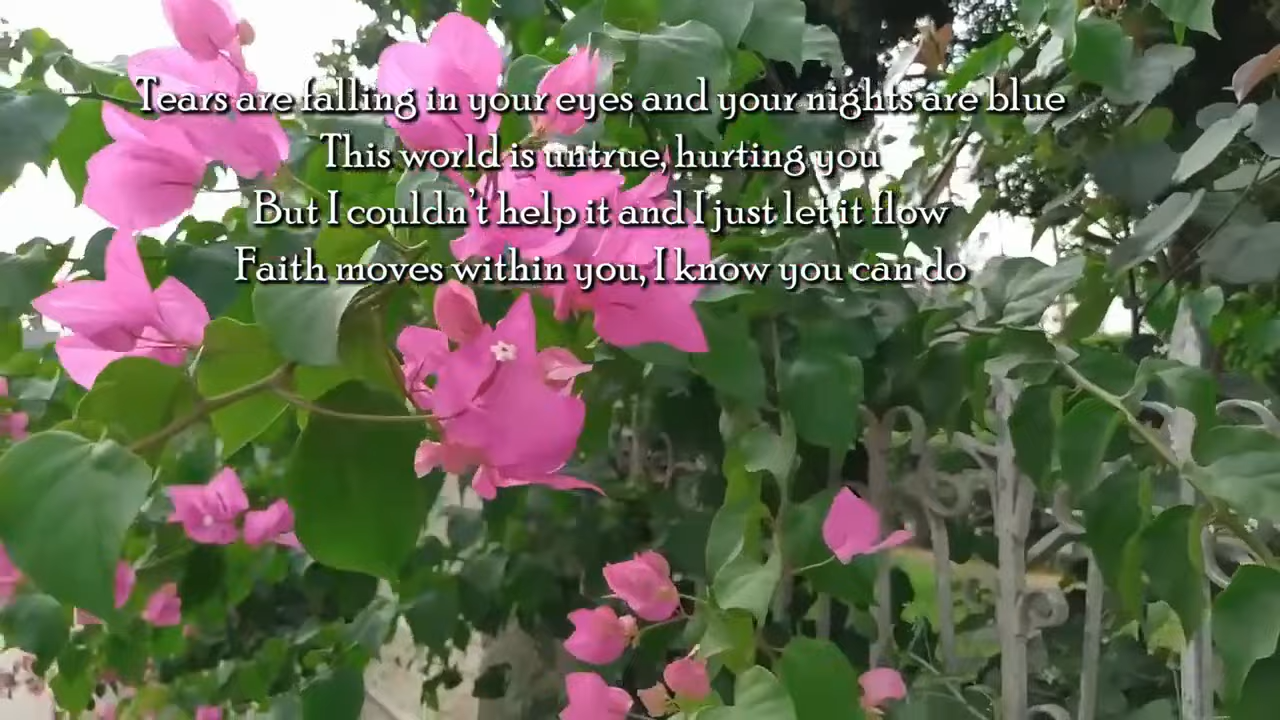 Tears are falling in your eyes and your nights are blue
This world is untrue, hurting you
But I couldn't help it and I just let it flow
Faith moves within you, I know you can do